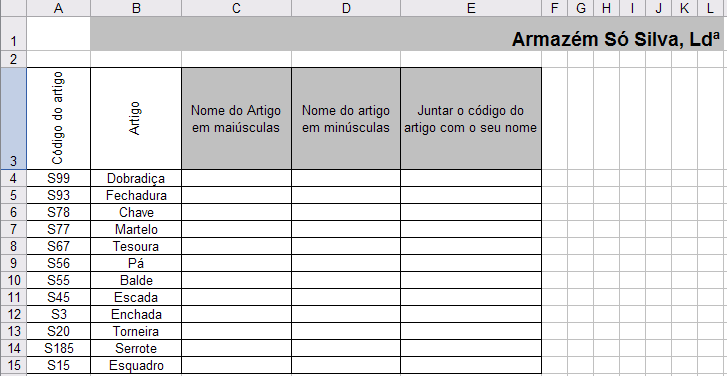 A B C D E F G H I J K L
1 Armazém Só Silva, Ldª
2
3 Código do artigo Artigo Nome do Artigo em maiúsculas Nome do artigo em minúsculas Juntar o código do artigo com o seu nome
4 S99 Dobradiça
5 S93 Fechadura
6 S78 Chave
7 S77 Martelo
8 S67 Tesoura
9 S56 Pá
10 S55 Balde
11 S45 Escada
12 S3 Enchada
13 S20 Torneira
14 S185 Serrote
15 S15 Esquadro